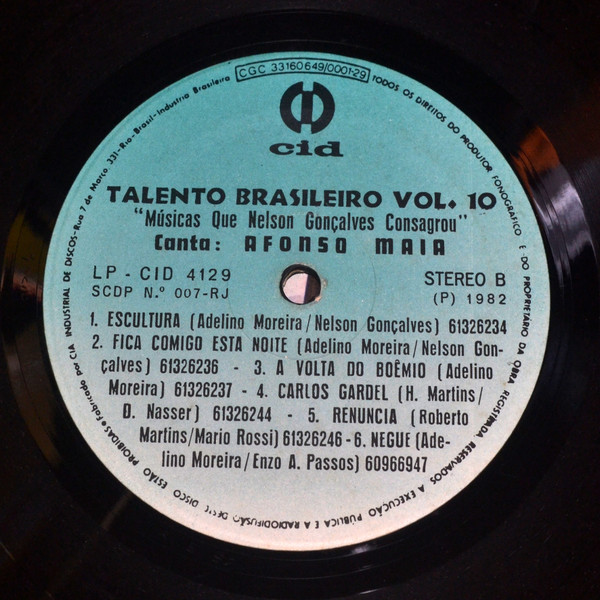 CGC 33160649/0001-29
cid
TALENTO BRASILEIRO VOL. 10
"Músicas Que Nelson Gonçalves Consagrou"
Canta: AFONSO MAIA
LP - CID 4129
SCDP N.º 007-RJ
STEREO B
(P) 1982
1. ESCULTURA (Adelino Moreira/Nelson Gonçalves) 61326234
2. FICA COMIGO ESTA NOITE (Adelino Moreira/Nelson Gon-
çalves) 61326236 - 3. A VOLTA DO BOÊMIO (Adelino
Moreira) 61326237 - 4. CARLOS GARDEL (H. Martins/
D. Nasser) 61326244 - 5. RENUNCIA (Roberto
Martins/Mario Rossi) 61326246-6. NEGUE (Ade-
lino Moreira/Enzo A. Passos) 60966947
TODOS OS DIREITOS DO PRODUTOR FONOGRÁFICO E DO PROPRIETÁRIO DA OBRA REGISTRADA RESERVADOS A EXECUÇÃO PÚBLICA E A RADIODIFUSÃO DESTE DISCO ESTÃO PROIBIDAS • Fabricado por CIA INDUSTRIAL DE DISCOS-Rua 7 de Março 331-Rio-Brasil-Industria Brasileira